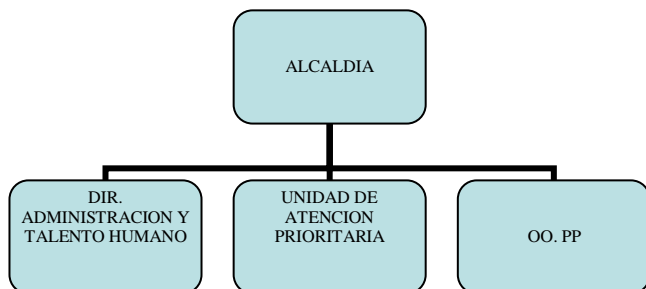 ALCALDIA
DIR.
ADMINISTRACION Y
TALENTO HUMANO
UNIDAD DE
ATENCION
PRIORITARIA
OO. PP